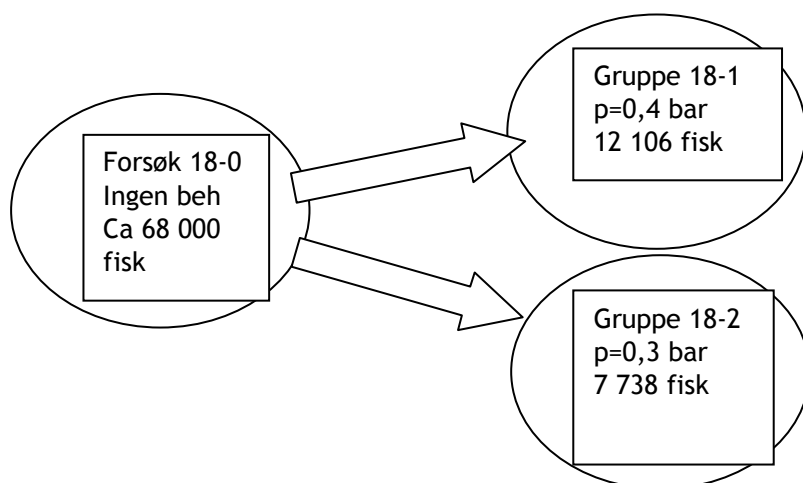 Forsøk 18-0
Ingen beh
Ca 68 000
fisk
Gruppe 18-1
p=0,4 bar
12 106 fisk
Gruppe 18-2
p=0,3 bar
7 738 fisk